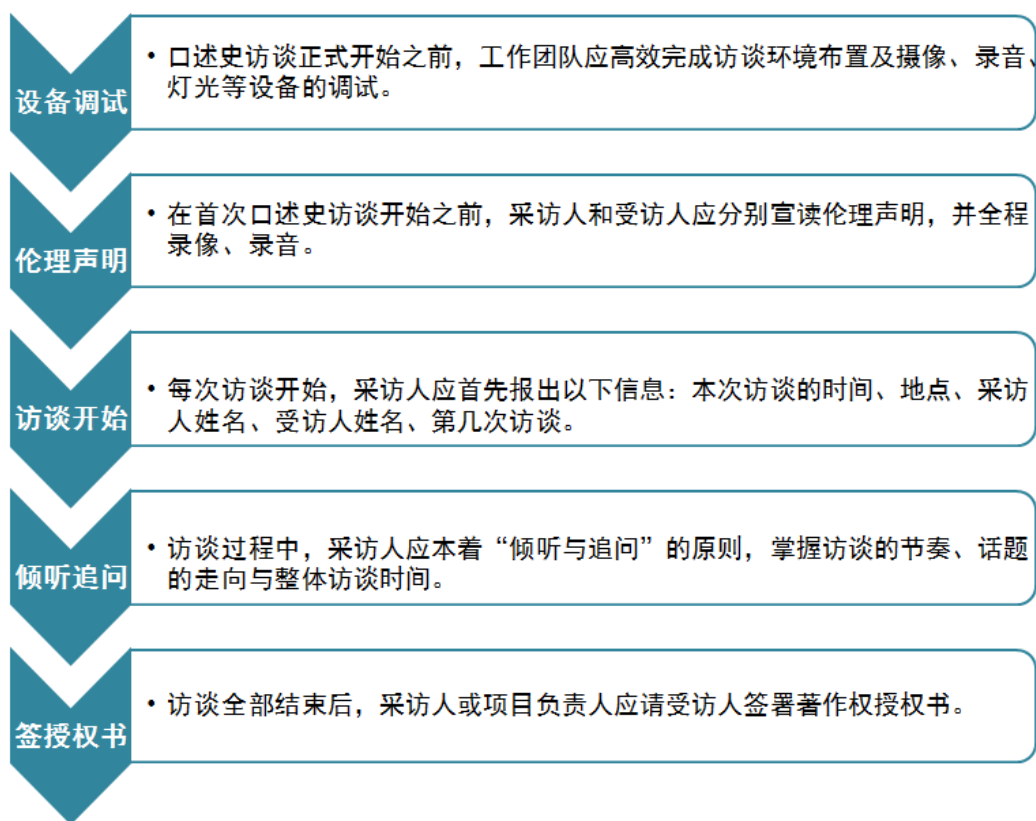 设备调试
• 口述史访谈正式开始之前，工作团队应高效完成访谈环境布置及摄像、录音、
灯光等设备的调试。
伦理声明
• 在首次口述史访谈开始之前，采访人和受访人应分别宣读伦理声明，并全程
录像、录音。
访谈开始
• 每次访谈开始，采访人应首先报出以下信息：本次访谈的时间、地点、采访
人姓名、受访人姓名、第几次访谈。
倾听追问
• 访谈过程中，采访人应本着“倾听与追问”的原则，掌握访谈的节奏、话题
的走向与整体访谈时间。
签授权书
• 访谈全部结束后，采访人或项目负责人应请受访人签署著作权授权书。